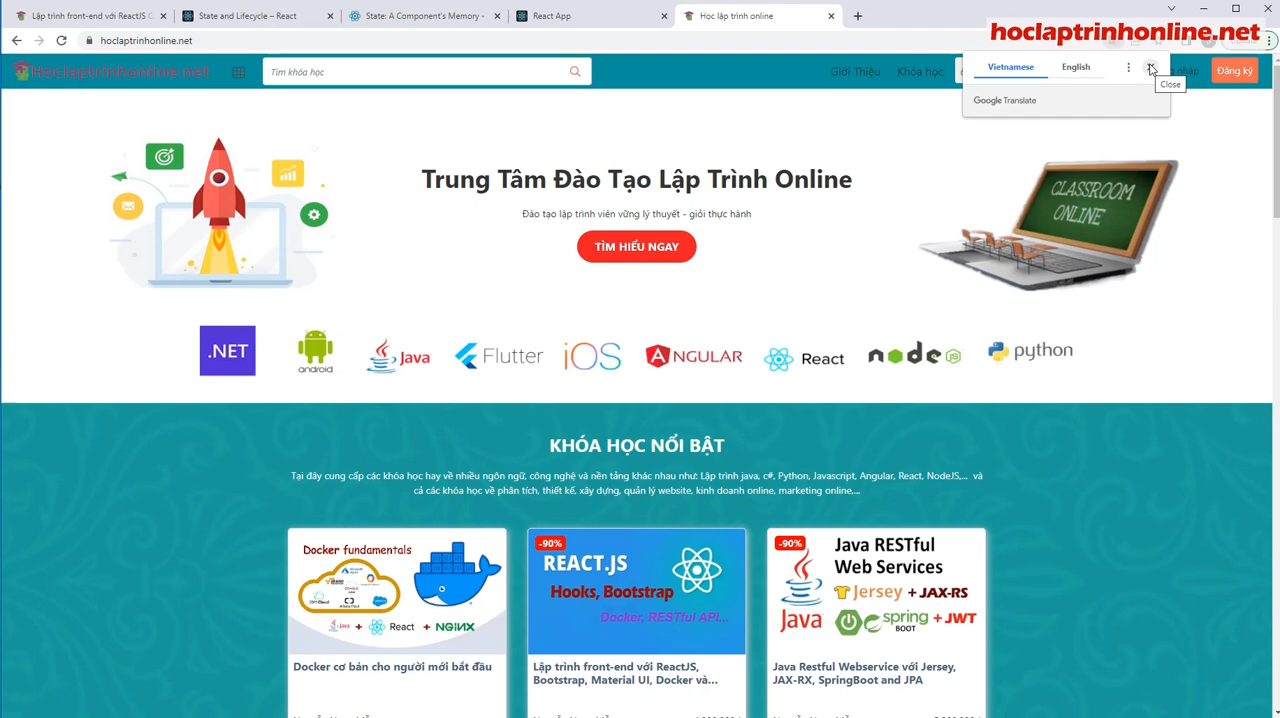 Lập trình front-end với ReactJS C
State and Lifecycle – React
State: A Component's Memory
React App
Học lập trình online
hoclaptrinhonline.net
hoclaptrinhonline.net
Hoclaptrinhonline.net
Tìm khóa học
Giới Thiệu
Khóa học
nhập
Đăng ký
Vietnamese
English
Close
Google Translate
CLASSROOM
ONLINE
Trung Tâm Đào Tạo Lập Trình Online
Đào tạo lập trình viên vững lý thuyết - giỏi thực hành
TÌM HIỂU NGAY
.NET
android
Java
Flutter
iOS
ANGULAR
React
node
JS
python
KHÓA HỌC NỔI BẬT
Tại đây cung cấp các khóa học hay về nhiều ngôn ngữ, công nghệ và nền tảng khác nhau như: Lập trình java, c#, Python, Javascript, Angular, React, NodeJS,... và
cả các khóa học về phân tích, thiết kế, xây dựng, quản lý website, kinh doanh online, marketing online,...
Docker fundamentals
Java + React + NGINX
Docker cơ bản cho người mới bắt đầu
-90%
REACT.JS
Hooks, Bootstrap
Docker, RESTful API...
Lập trình front-end với ReactJS,
Bootstrap, Material UI, Docker và...
-90%
Java RESTful
Web Services
Jersey + JAX-RS
Java
spring + JWT
BOOT
Java Restful Webservice với Jersey,
JAX-RX, SpringBoot and JPA